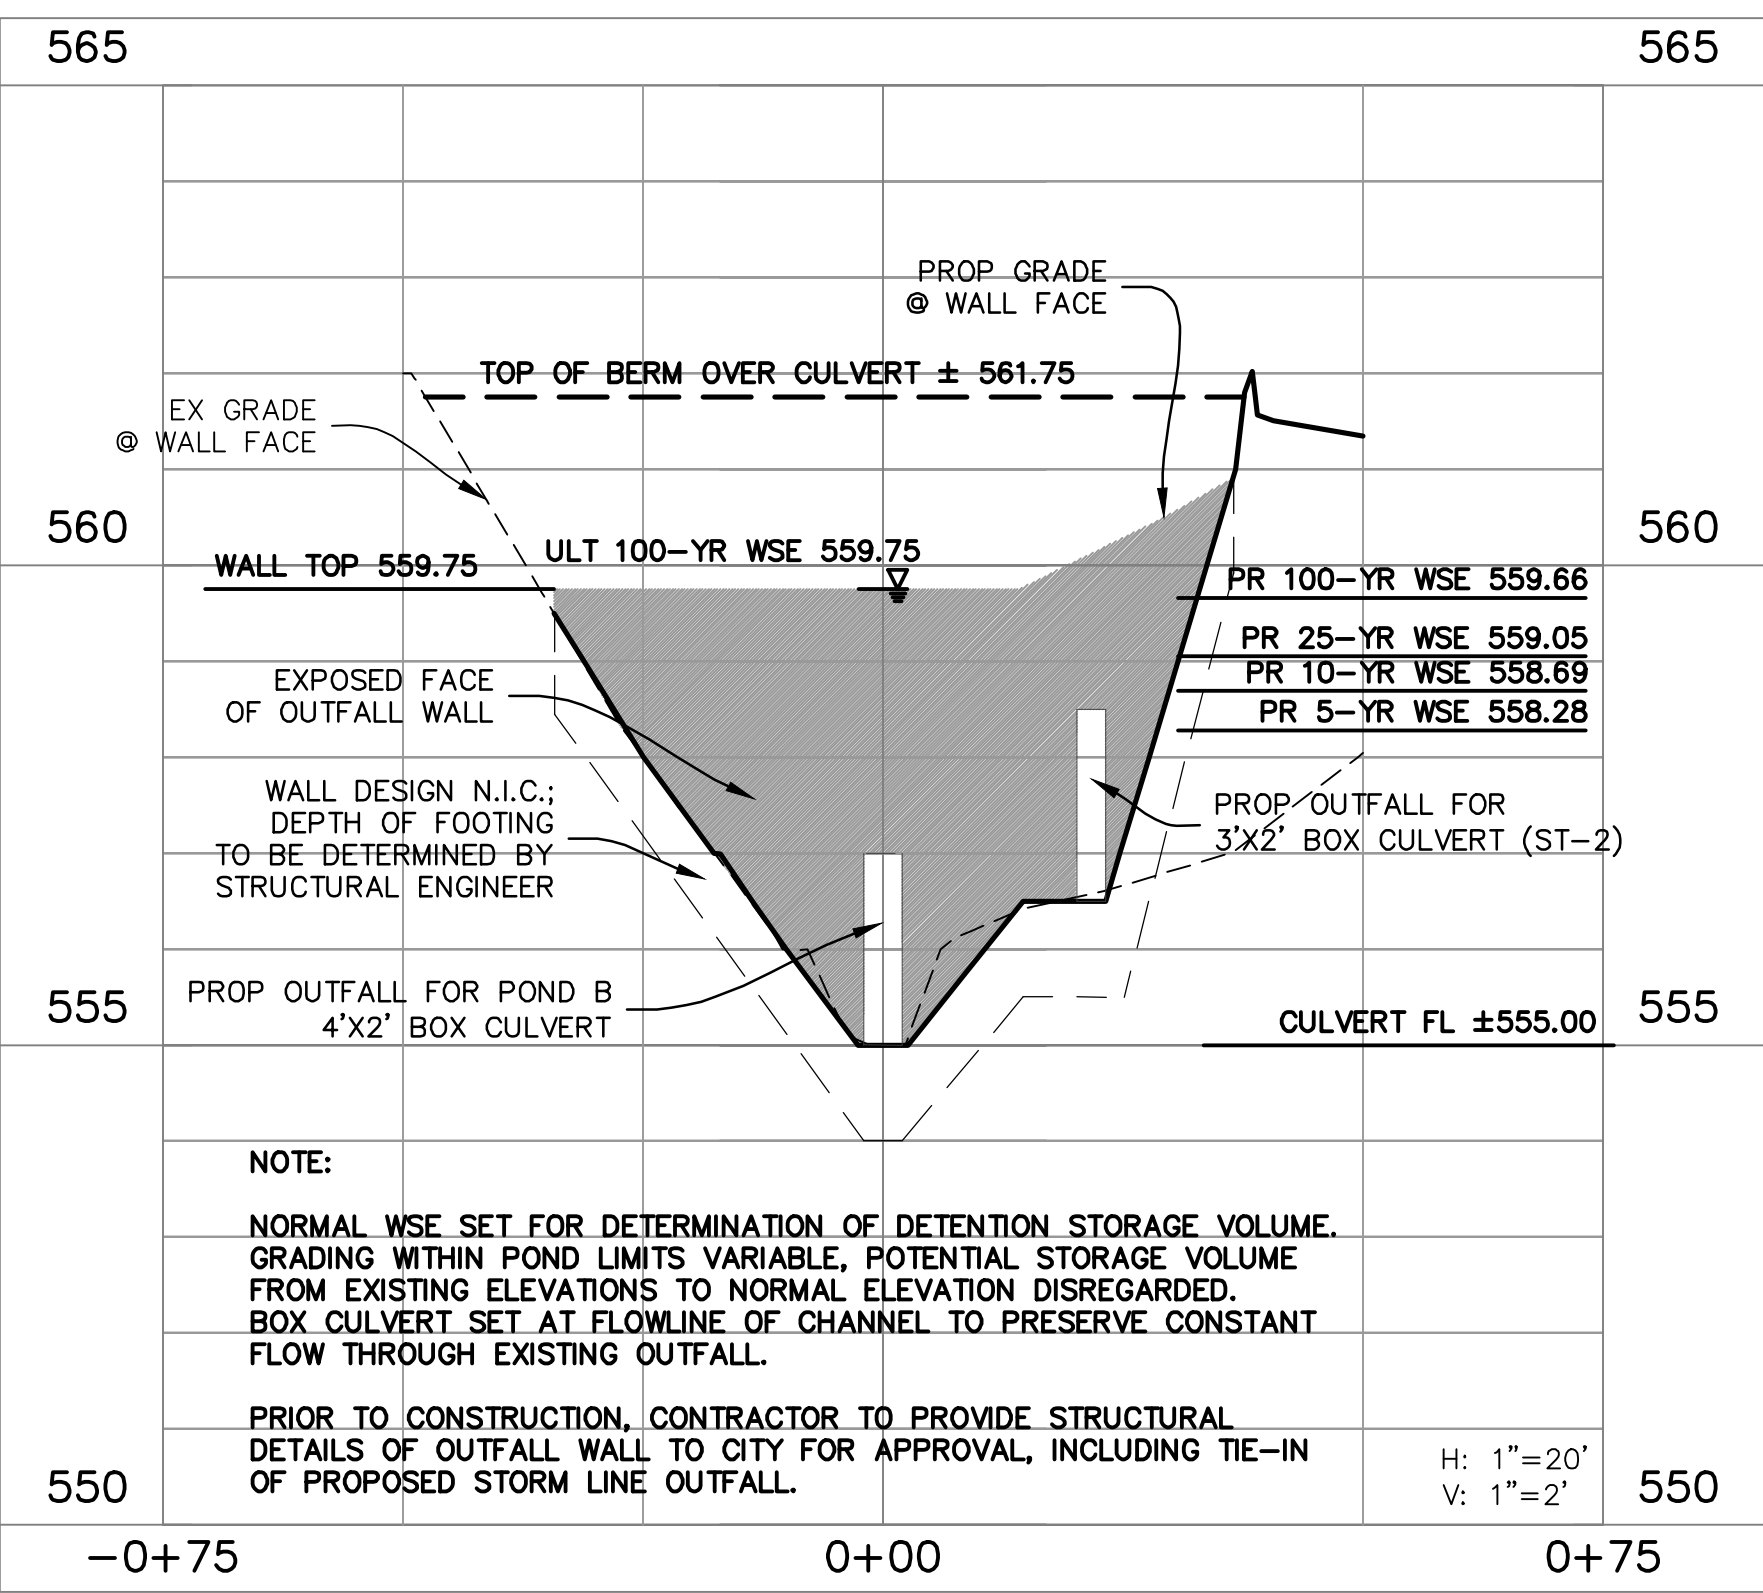 565
565
PROP GRADE
@ WALL FACE
TOP OF BERM OVER CULVERT ± 561.75
EX GRADE
@ WALL FACE
560
560
WALL TOP 559.75
ULT 100-YR WSE 559.75
PR 100-YR WSE 559.66
PR 25-YR WSE 559.05
PR 10-YR WSE 558.69
PR 5-YR WSE 558.28
EXPOSED FACE
OF OUTFALL WALL
WALL DESIGN N.I.C.;
DEPTH OF FOOTING
TO BE DETERMINED BY
STRUCTURAL ENGINEER
PROP OUTFALL FOR
3'X2' BOX CULVERT (ST-2)
PROP OUTFALL FOR POND B
4'X2' BOX CULVERT
555
555
CULVERT FL ±555.00
NOTE:
NORMAL WSE SET FOR DETERMINATION OF DETENTION STORAGE VOLUME.
GRADING WITHIN POND LIMITS VARIABLE, POTENTIAL STORAGE VOLUME
FROM EXISTING ELEVATIONS TO NORMAL ELEVATION DISREGARDED.
BOX CULVERT SET AT FLOWLINE OF CHANNEL TO PRESERVE CONSTANT
FLOW THROUGH EXISTING OUTFALL.
PRIOR TO CONSTRUCTION, CONTRACTOR TO PROVIDE STRUCTURAL
DETAILS OF OUTFALL WALL TO CITY FOR APPROVAL, INCLUDING TIE-IN
OF PROPOSED STORM LINE OUTFALL.
H: 1"=20'
V: 1"=2'
550
550
-0+75
0+00
0+75